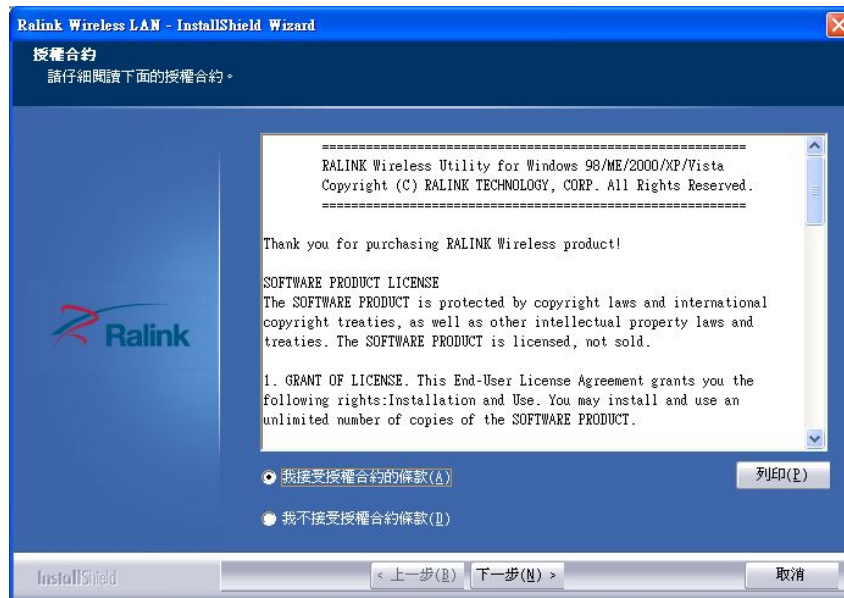 Ralink Wireless LAN - InstallShield Wizard
授權合約
請仔細閱讀下面的授權合約。
============================================================
RALINK Wireless Utility for Windows 98/ME/2000/XP/Vista
Copyright (C) RALINK TECHNOLOGY, CORP. All Rights Reserved.
============================================================
Thank you for purchasing RALINK Wireless product!
SOFTWARE PRODUCT LICENSE
The SOFTWARE PRODUCT is protected by copyright laws and international
copyright treaties, as well as other intellectual property laws and
treaties. The SOFTWARE PRODUCT is licensed, not sold.
1. GRANT OF LICENSE. This End-User License Agreement grants you the
following rights:Installation and Use. You may install and use an
unlimited number of copies of the SOFTWARE PRODUCT.
Ralink
我接受授權合約的條款(A)
列印(P)
我不接受授權合約條款(D)
InstallShield
< 上一步(B)
下一步(N) >
取消